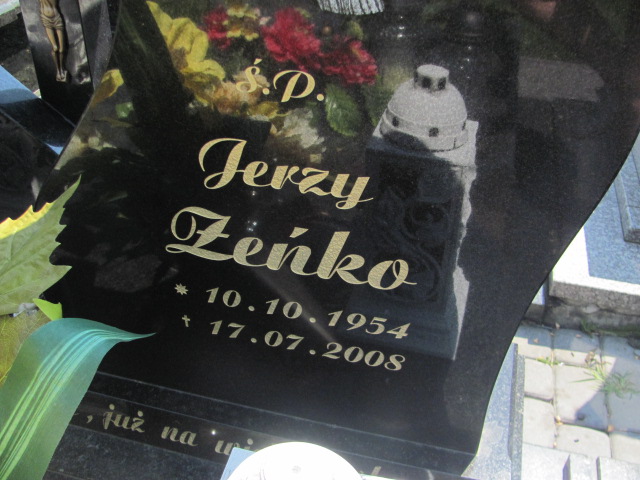 Ś.P.
Jerzy
Zeńko
* 10.10.1954
✝ 17.07.2008
, już na